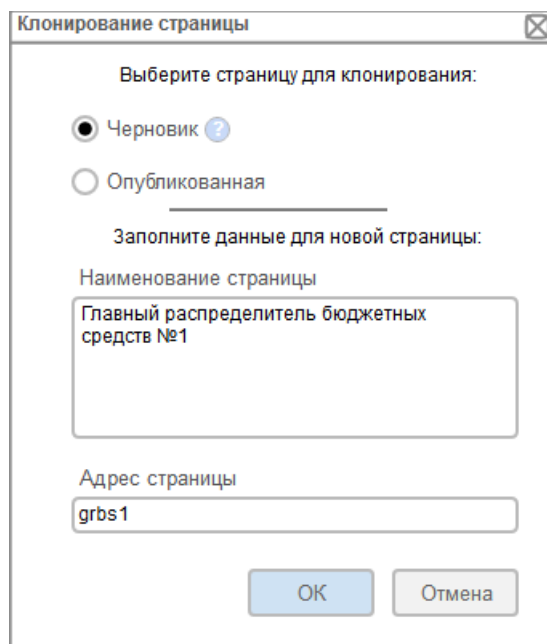 Клонирование страницы
Выберите страницу для клонирования:
Черновик ?
Опубликованная
Заполните данные для новой страницы:
Наименование страницы
Главный распределитель бюджетных
средств №1
Адрес страницы
grbs1
ОК Отмена